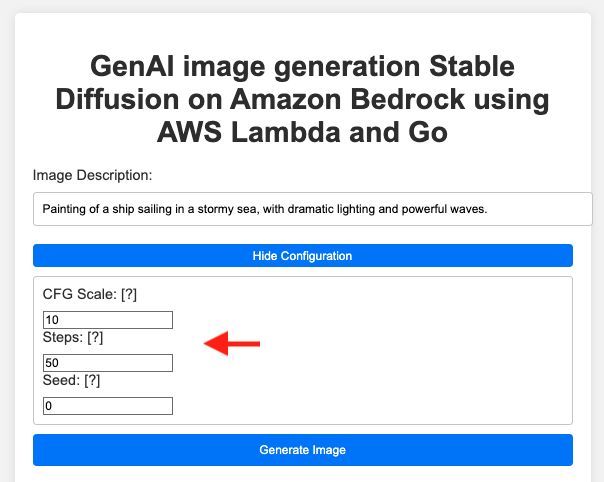 GenAI image generation Stable
Diffusion on Amazon Bedrock using
AWS Lambda and Go
Image Description:
Painting of a ship sailing in a stormy sea, with dramatic lighting and powerful waves.
Hide Configuration
CFG Scale: [?]
10
Steps: [?]
50
Seed: [?]
0
Generate Image